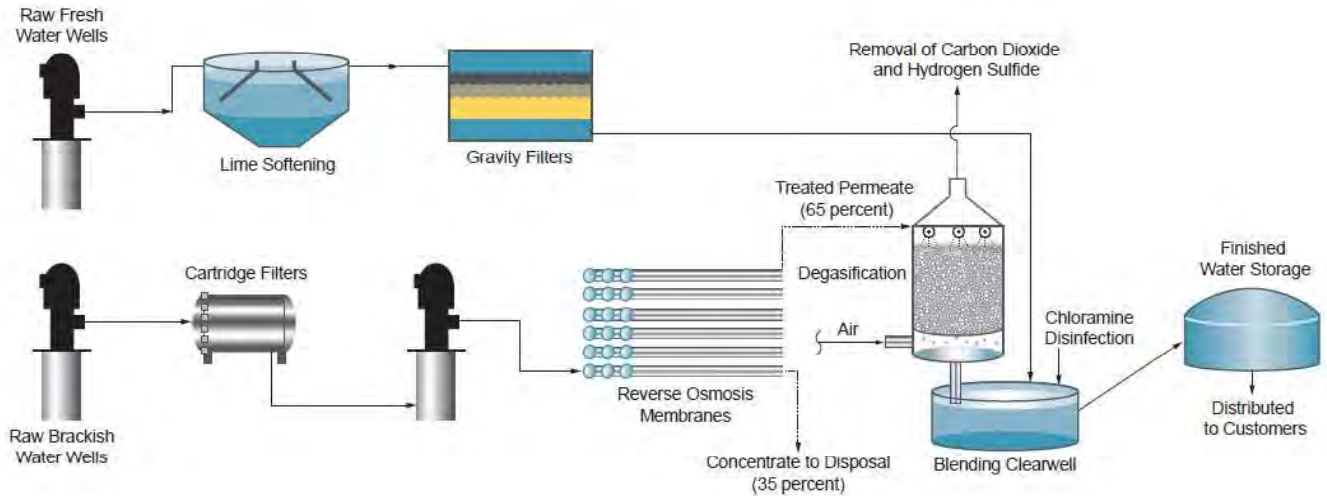 Raw Fresh
Water Wells
Lime Softening
Gravity Filters
Removal of Carbon Dioxide
and Hydrogen Sulfide
Treated Permeate
(65 percent)
Degasification
Air
Raw Brackish
Water Wells
Cartridge Filters
Reverse Osmosis
Membranes
Concentrate to Disposal
(35 percent)
Chloramine
Disinfection
Blending Clearwell
Finished
Water Storage
Distributed
to Customers